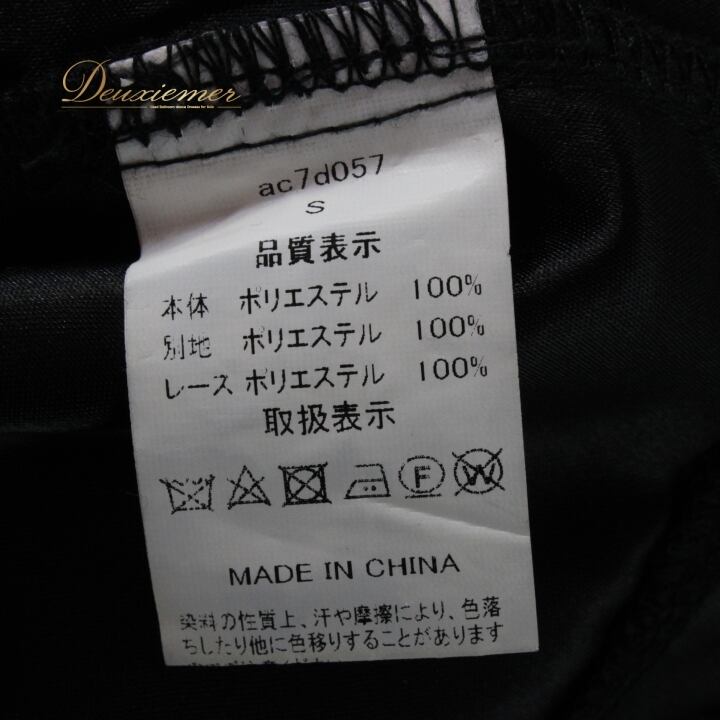 Deuxiemer
ac7d057
S
品質表示
本体 ポリエステル 100%
別地 ポリエステル 100%
レース ポリエステル 100%
取扱表示
F W
MADE IN CHINA
染料の性質上、汗や摩擦により、色落
ちしたり他に色移りすることがあります